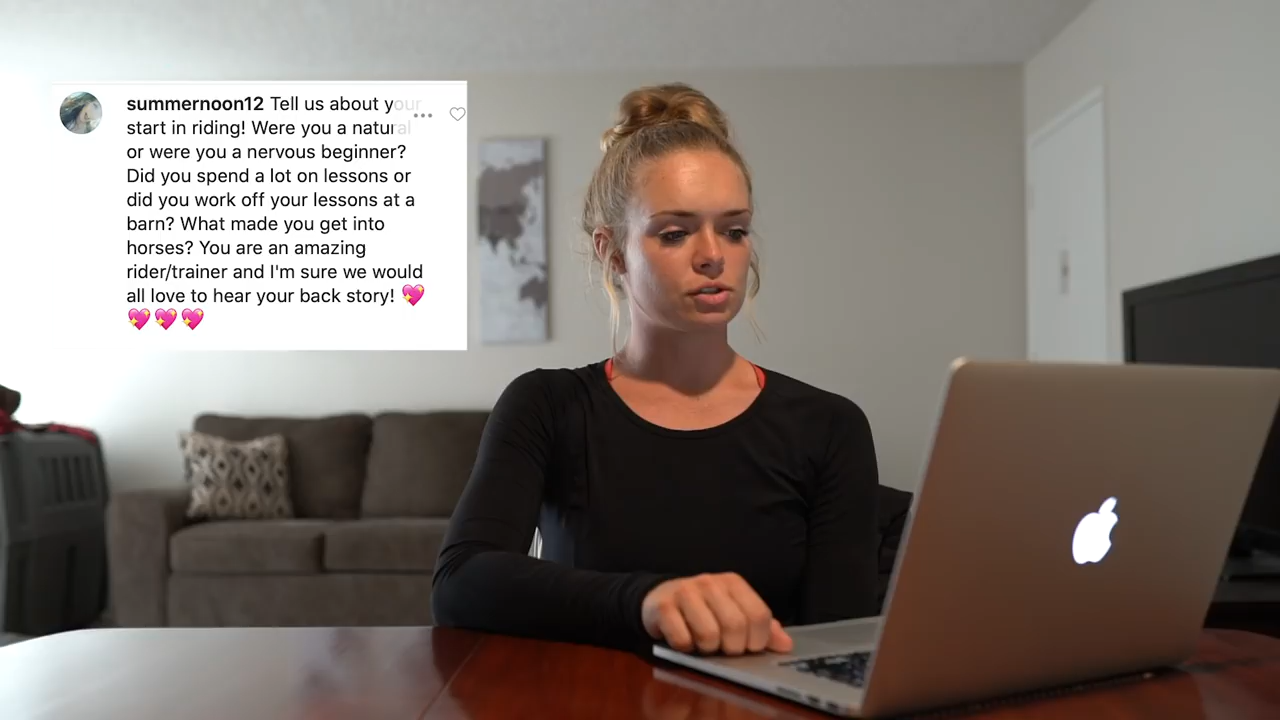 summernoon12 Tell us about your
start in riding! Were you a natural
or were you a nervous beginner?
Did you spend a lot on lessons or
did you work off your lessons at a
barn? What made you get into
horses? You are an amazing
rider/trainer and I'm sure we would
all love to hear your back story! 💖
💖💖💖